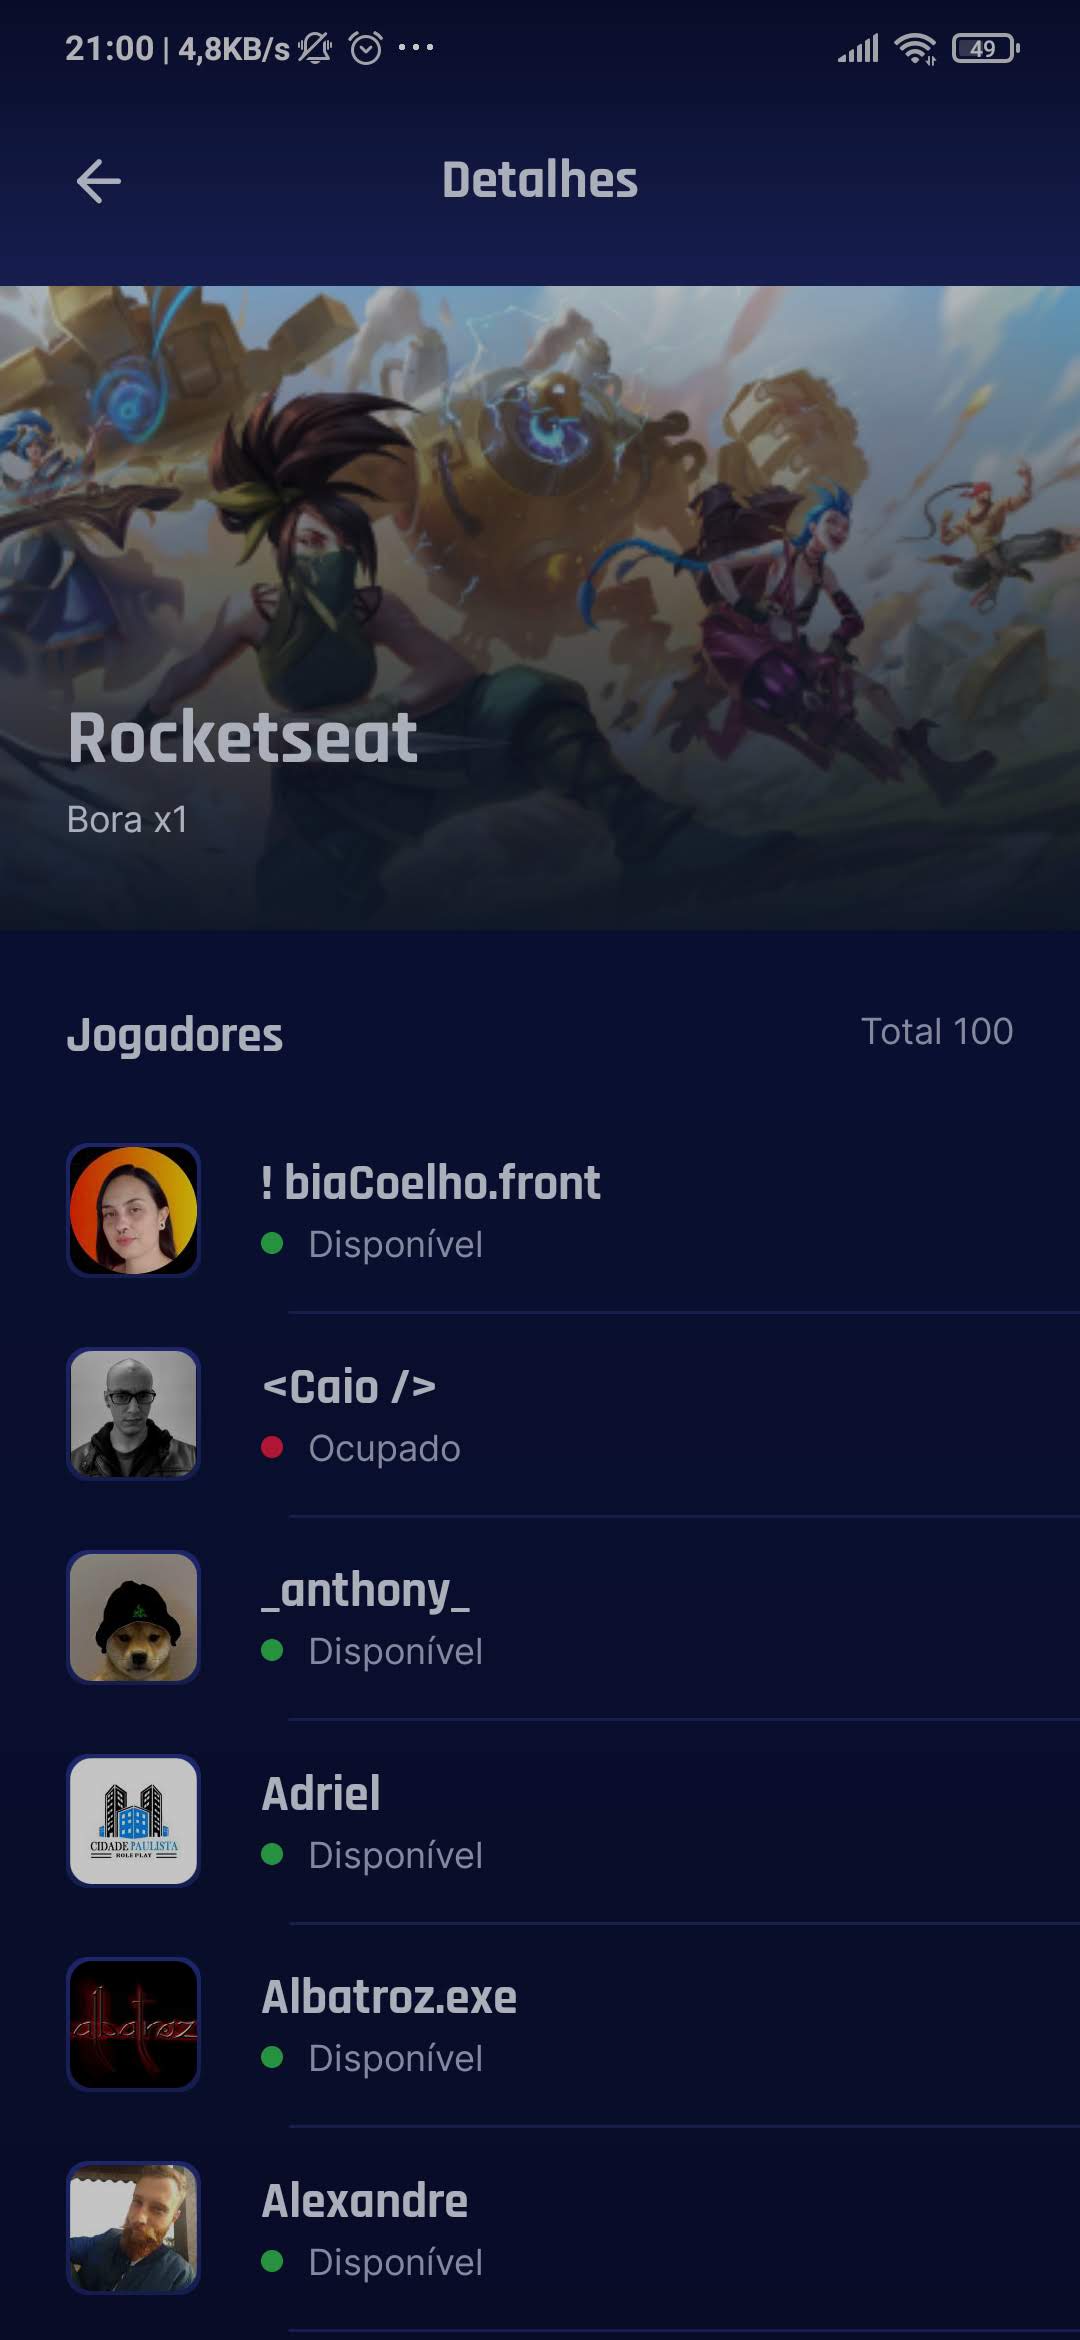 21:00 | 4,8KB/s ... 49
Detalhes
Rocketseat
Bora x1
Jogadores Total 100
! biaCoelho.front
Disponível
<Caio />
Ocupado
_anthony_
Disponível
Adriel
CIDADE PAULISTA
ROLE PLAY
Disponível
Albatroz.exe
albatroz
Disponível
Alexandre
Disponível